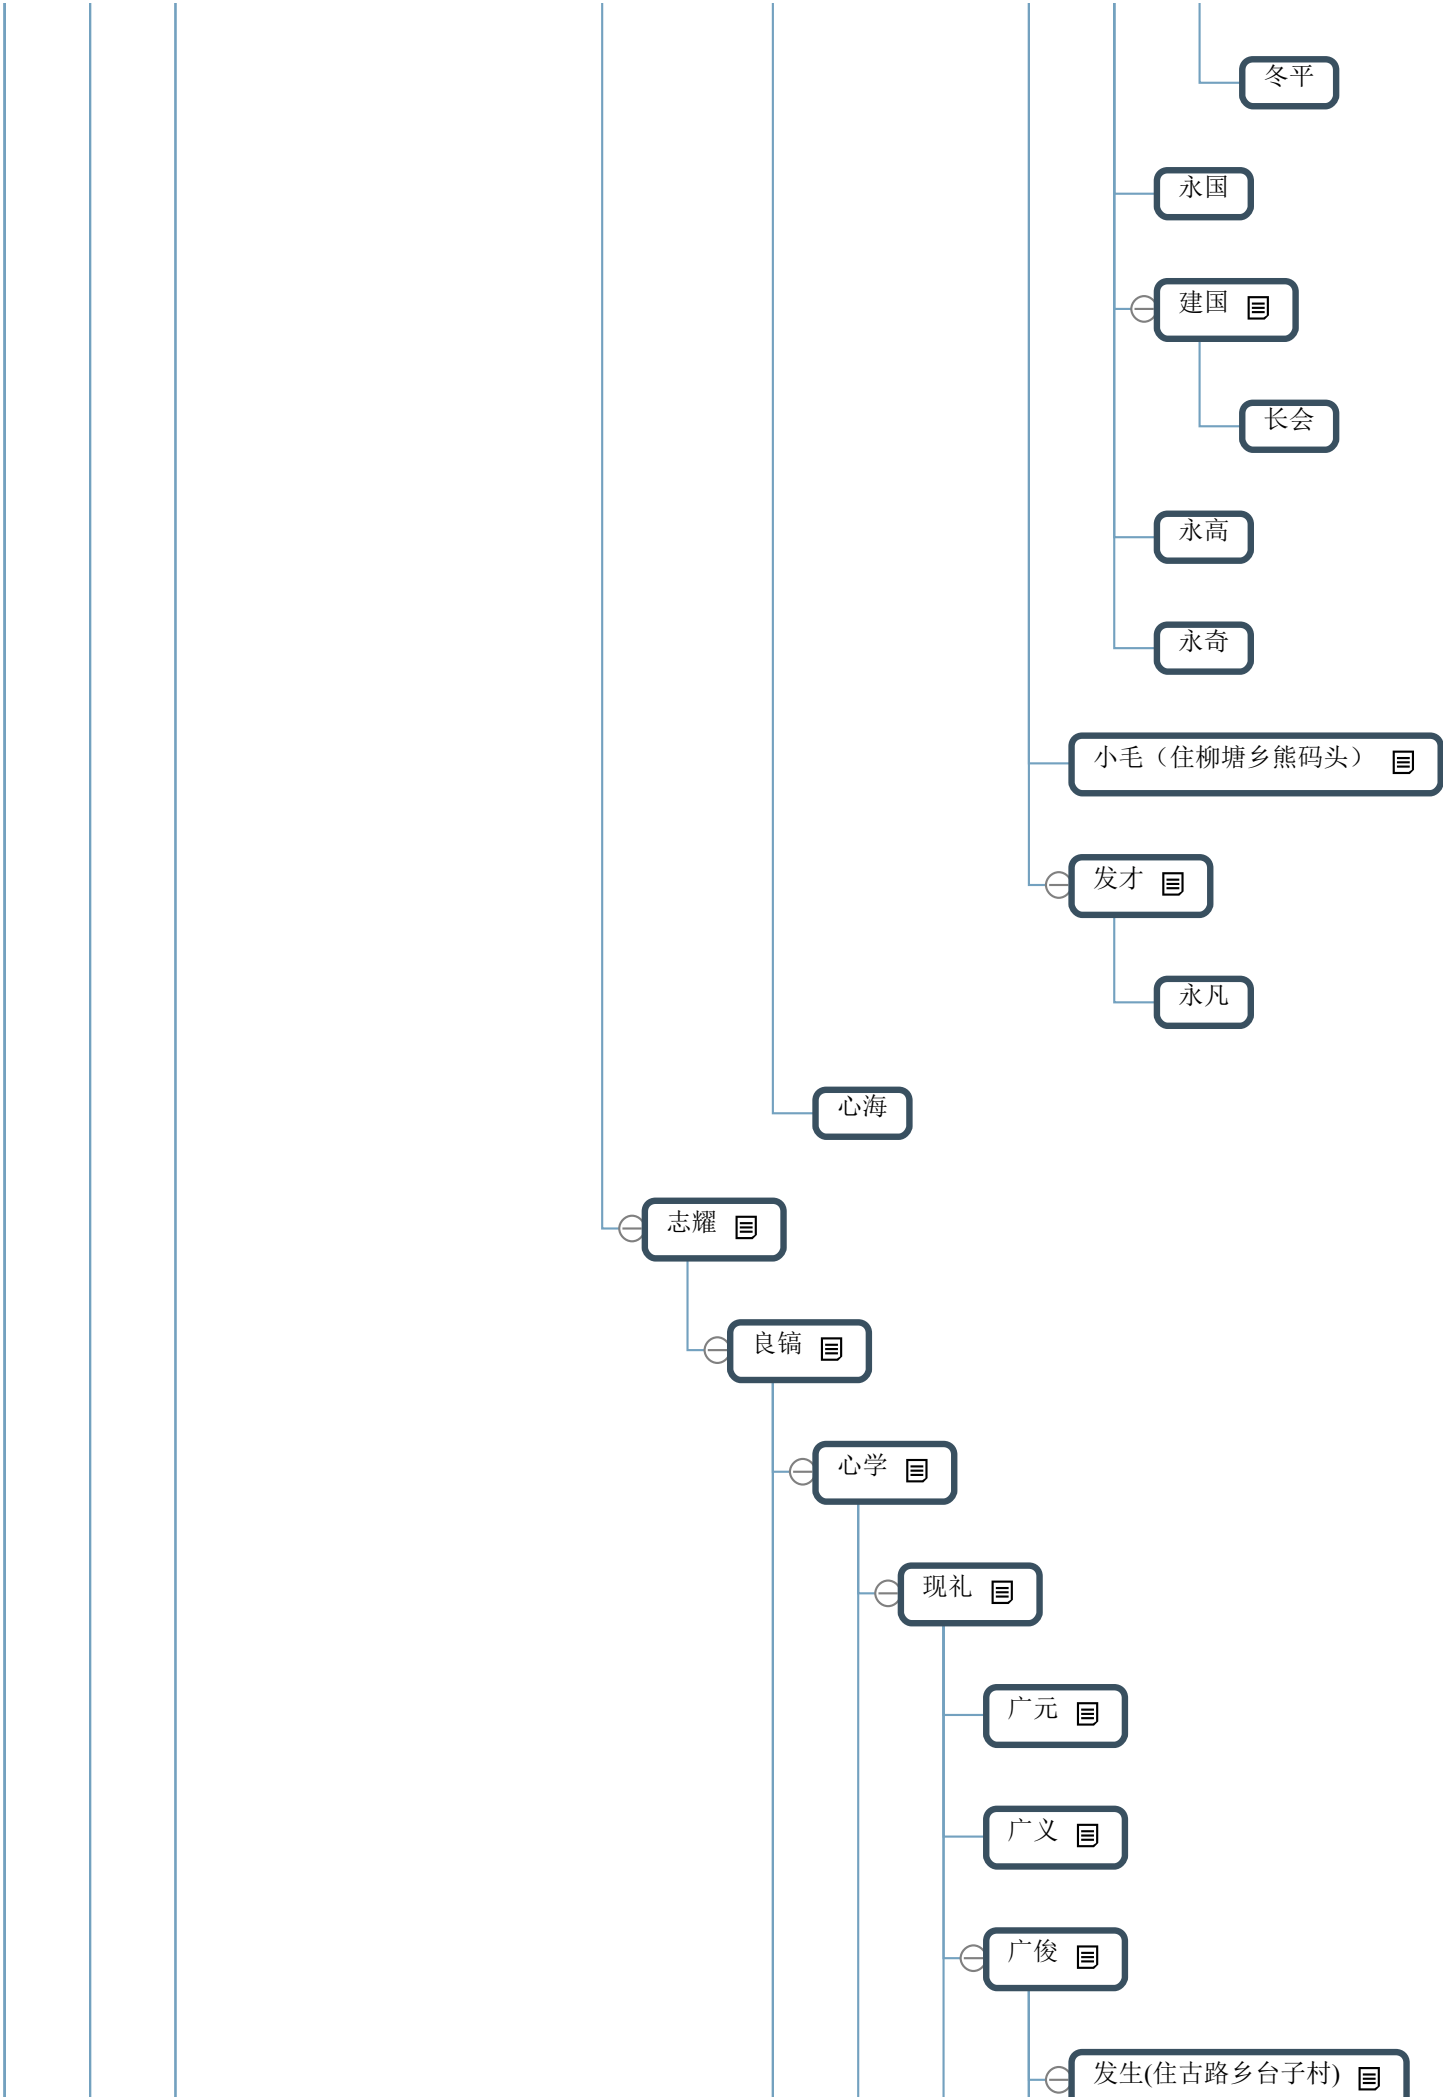 冬平
永国
建国
长会
永高
永奇
小毛（住柳塘乡熊码头）
发才
永凡
心海
志耀
良镐
心学
现礼
广元
广义
广俊
发生(住古路乡台子村)